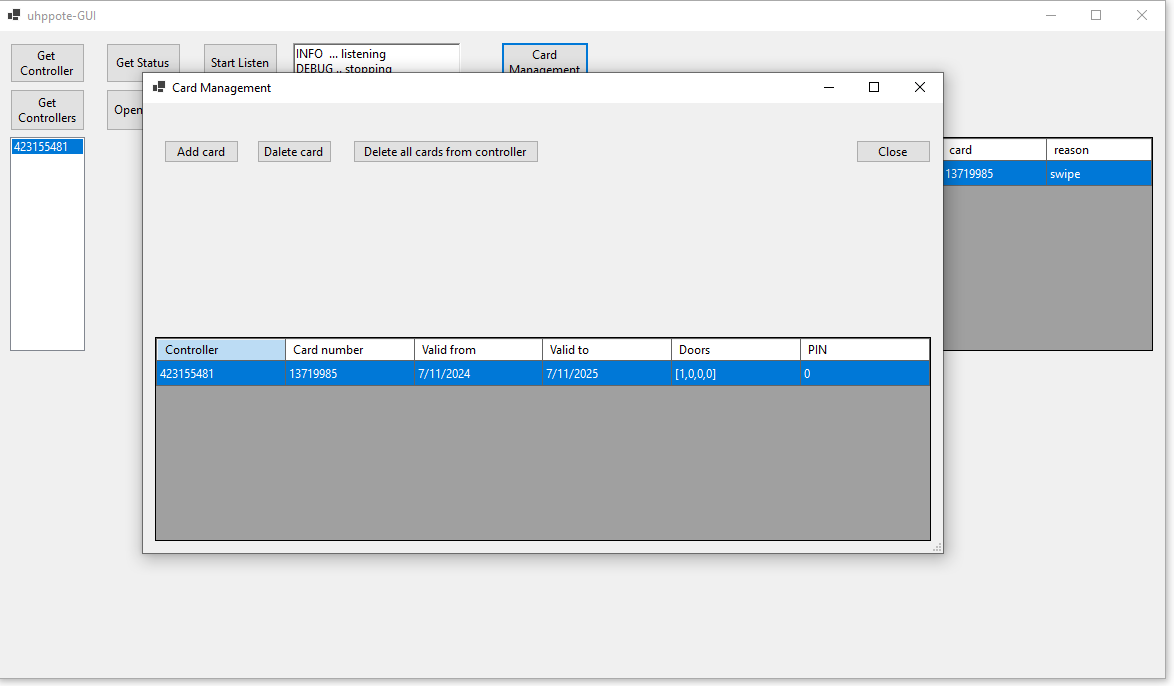 uhppote-GUI
Get
Controller
Get Status
Start Listen
INFO ... listening
DEBUG .. stopping
Card
Management
Get
Controllers
Open
423155481
card reason
13719985 swipe
Card Management
Add card Dalete card Delete all cards from controller Close
Controller Card number Valid from Valid to Doors PIN
423155481 13719985 7/11/2024 7/11/2025 [1,0,0,0] 0